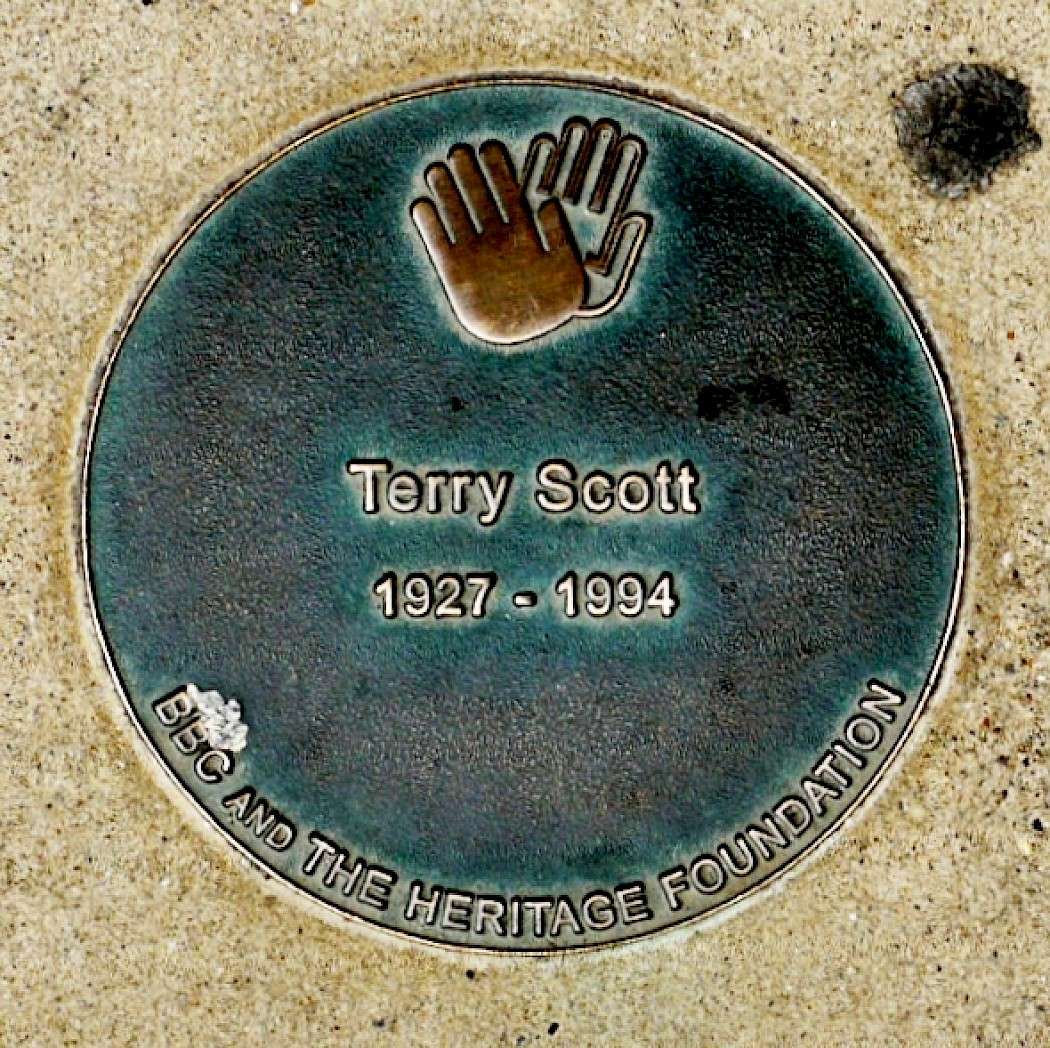 Terry Scott
1927 - 1994
BBC AND THE HERITAGE FOUNDATION